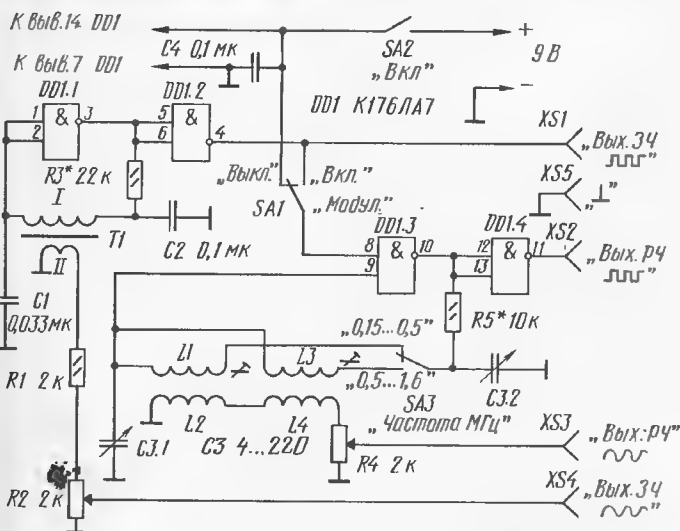 К выв.14 DD1
C4 0,1 мк
SA2
„Вкл"
+
9 В
–
К выв.7 DD1
DD1 К176ЛА7
DD1.1
1
2
&
3
DD1.2
5
6
&
4
XS1
„Вых. ЗЧ"
R3* 22 к
„Выкл."
„Вкл."
SA1
„Модул."
XS5
„⊥"
I
T1
II
C2 0,1 мк
DD1.3
8
9
&
10
DD1.4
12
13
&
11
XS2
„Вых. РЧ"
C1
0,033 мк
R5* 10 к
„0,15...0,5"
L1
L3
„0,5...1,6"
SA3
„Частота МГц"
C3.2
R1 2 к
L2
L4
C3.1
C3 4...220
R4 2 к
XS3
„Вых. РЧ"
R2 2 к
XS4
„Вых. ЗЧ"